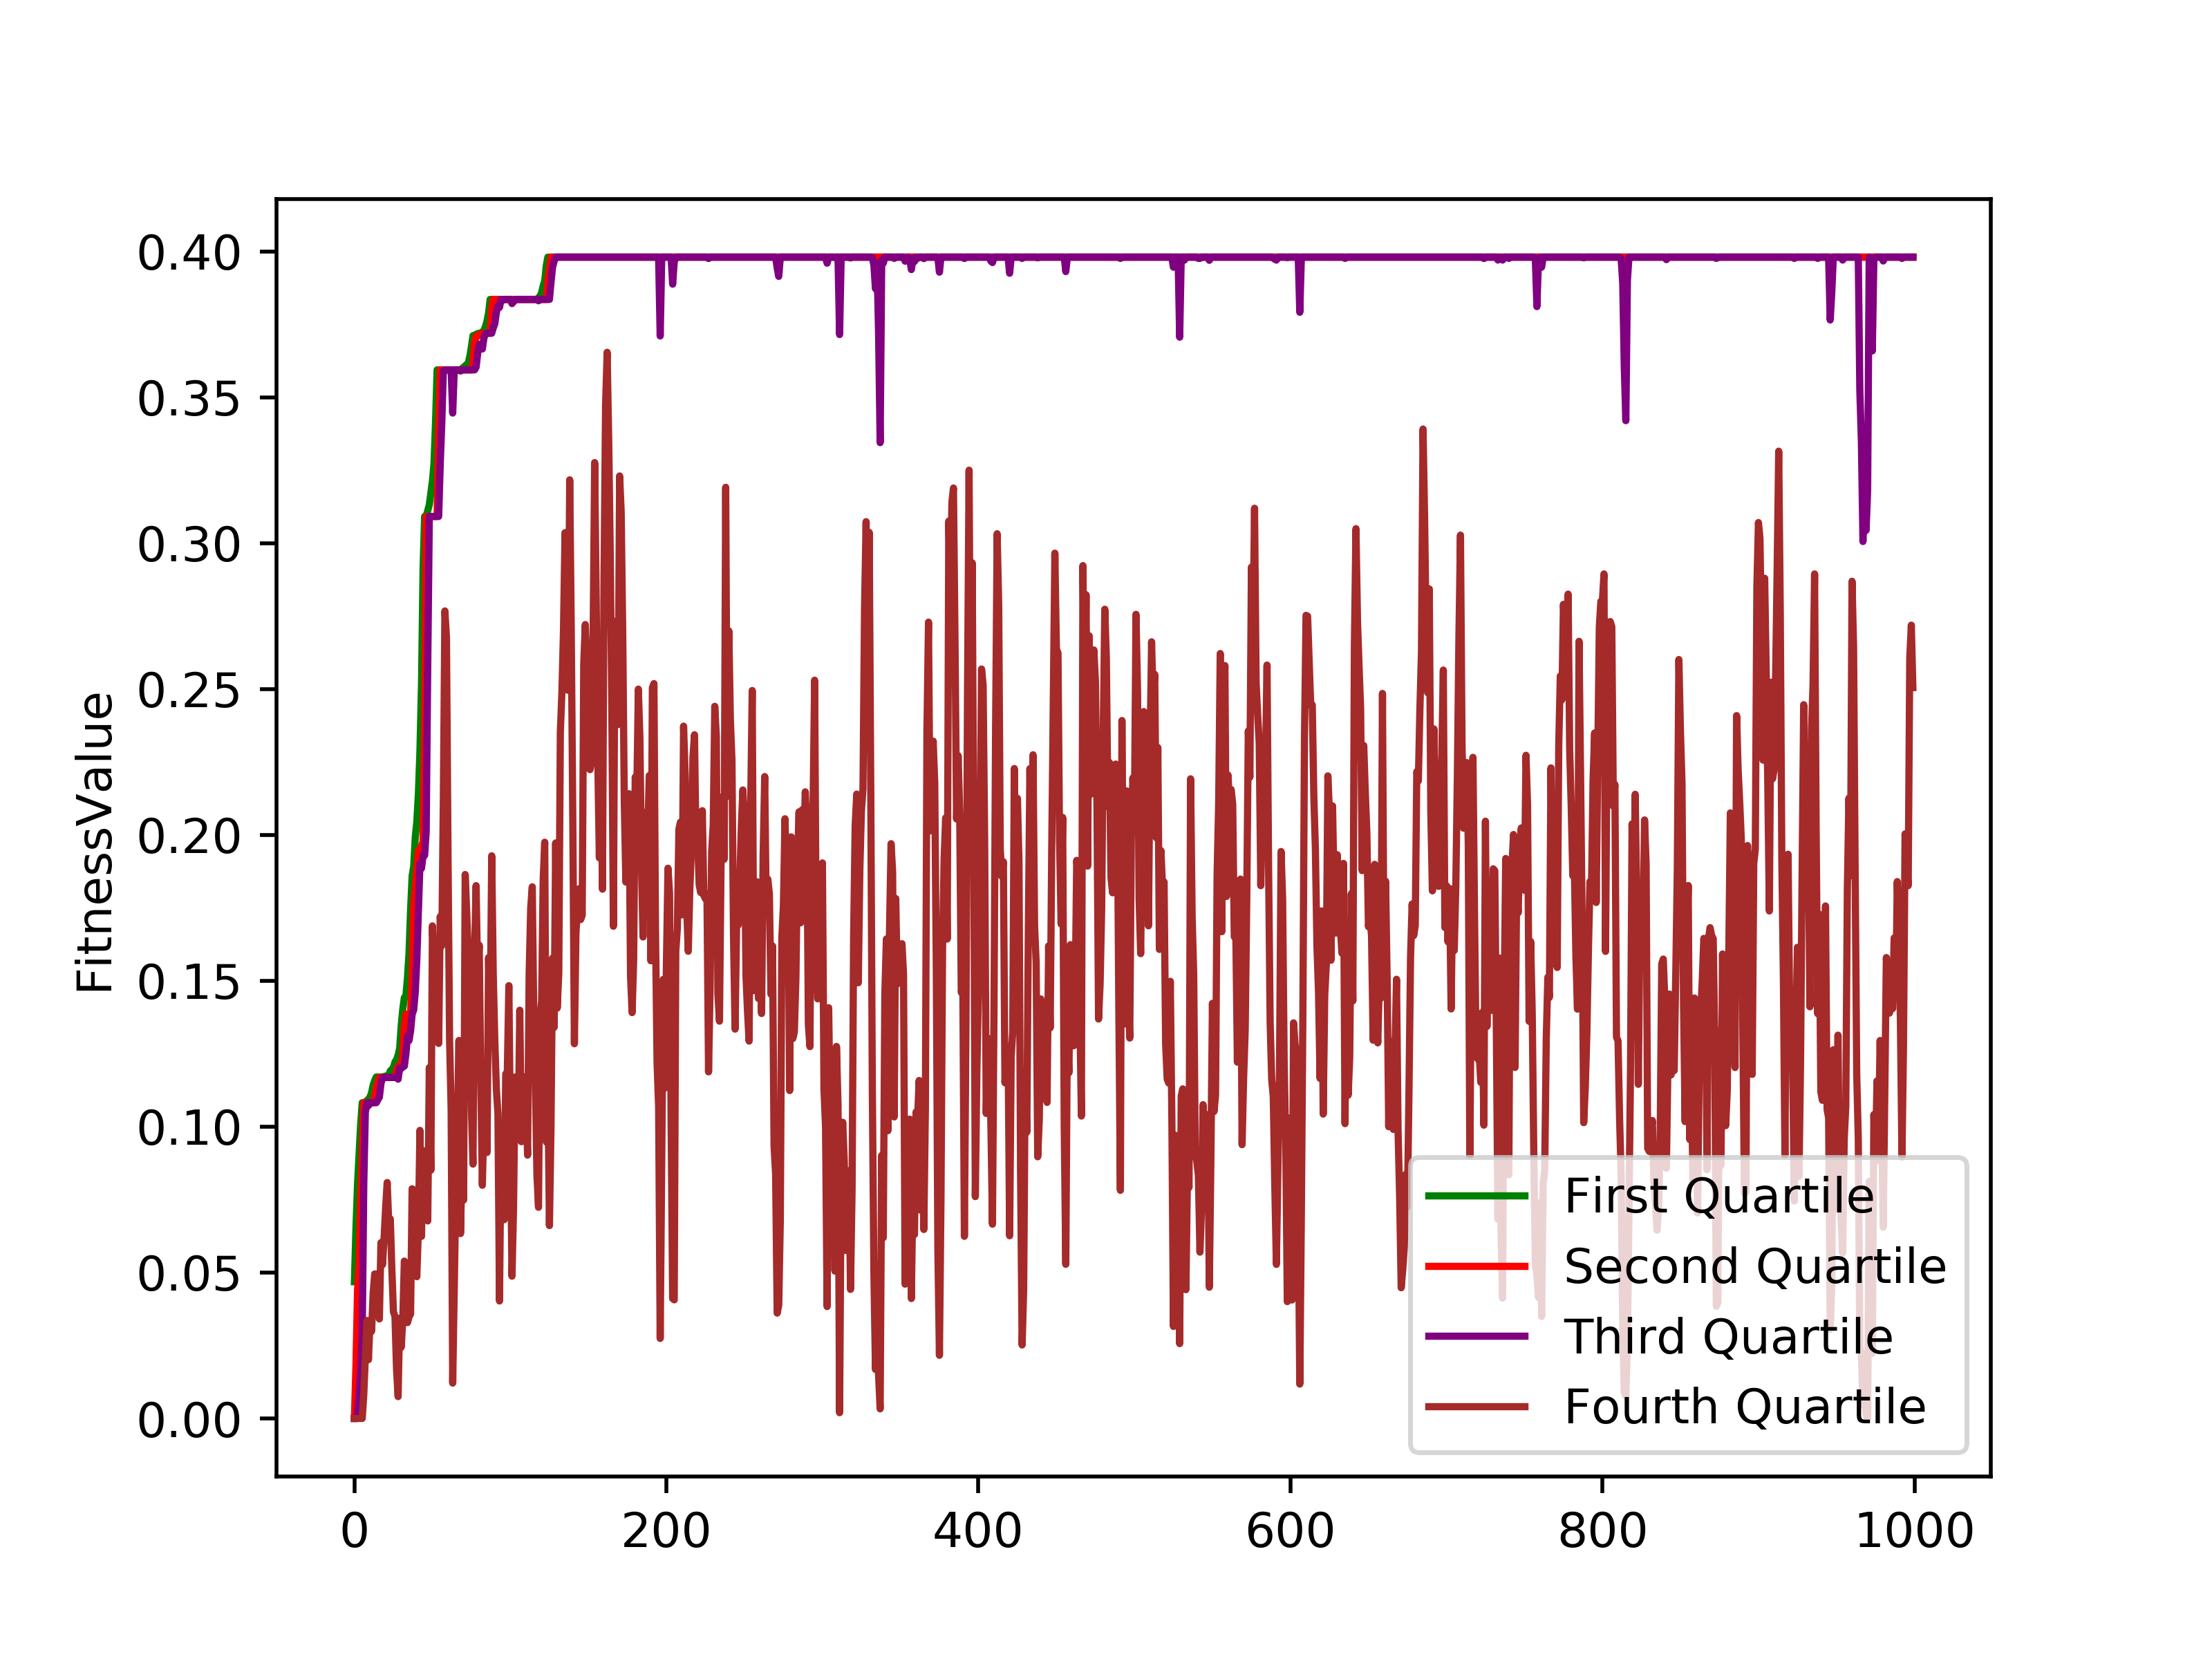 0.40
0.35
0.30
0.25
0.20
0.15
0.10
0.05
0.00
FitnessValue
First Quartile
Second Quartile
Third Quartile
Fourth Quartile
0 200 400 600 800 1000